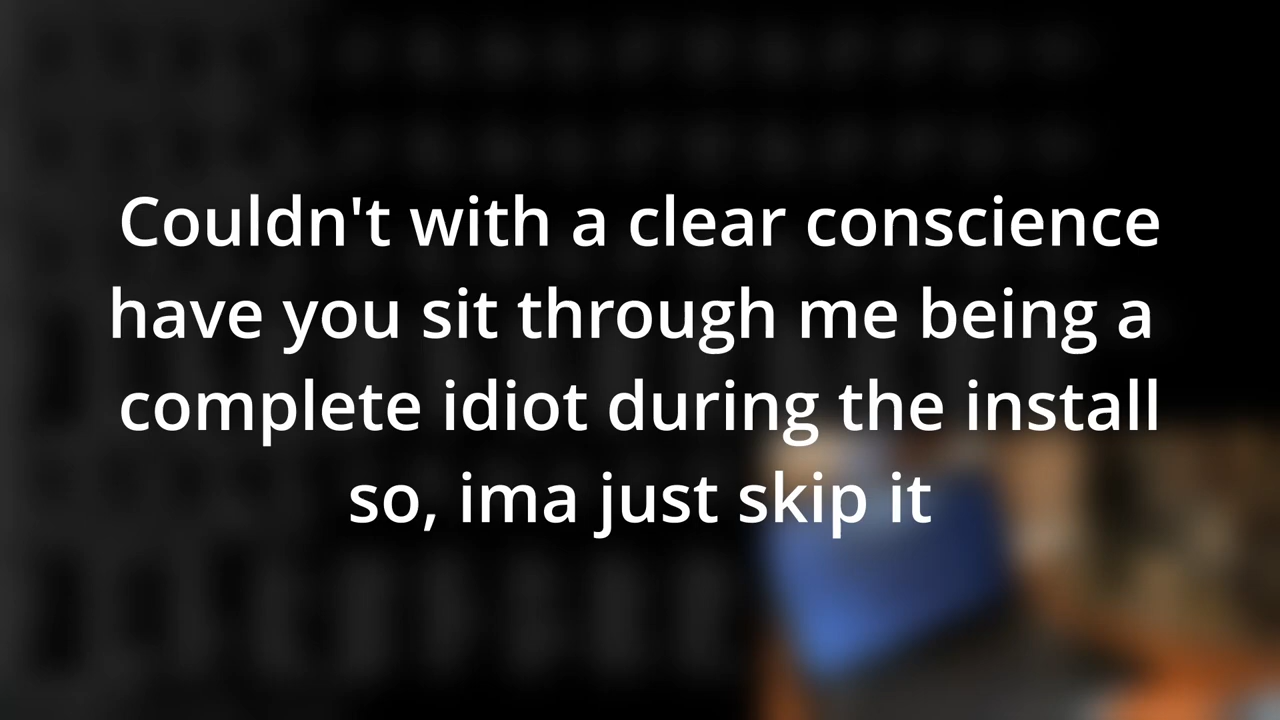 Couldn't with a clear conscience
have you sit through me being a
complete idiot during the install
so, ima just skip it